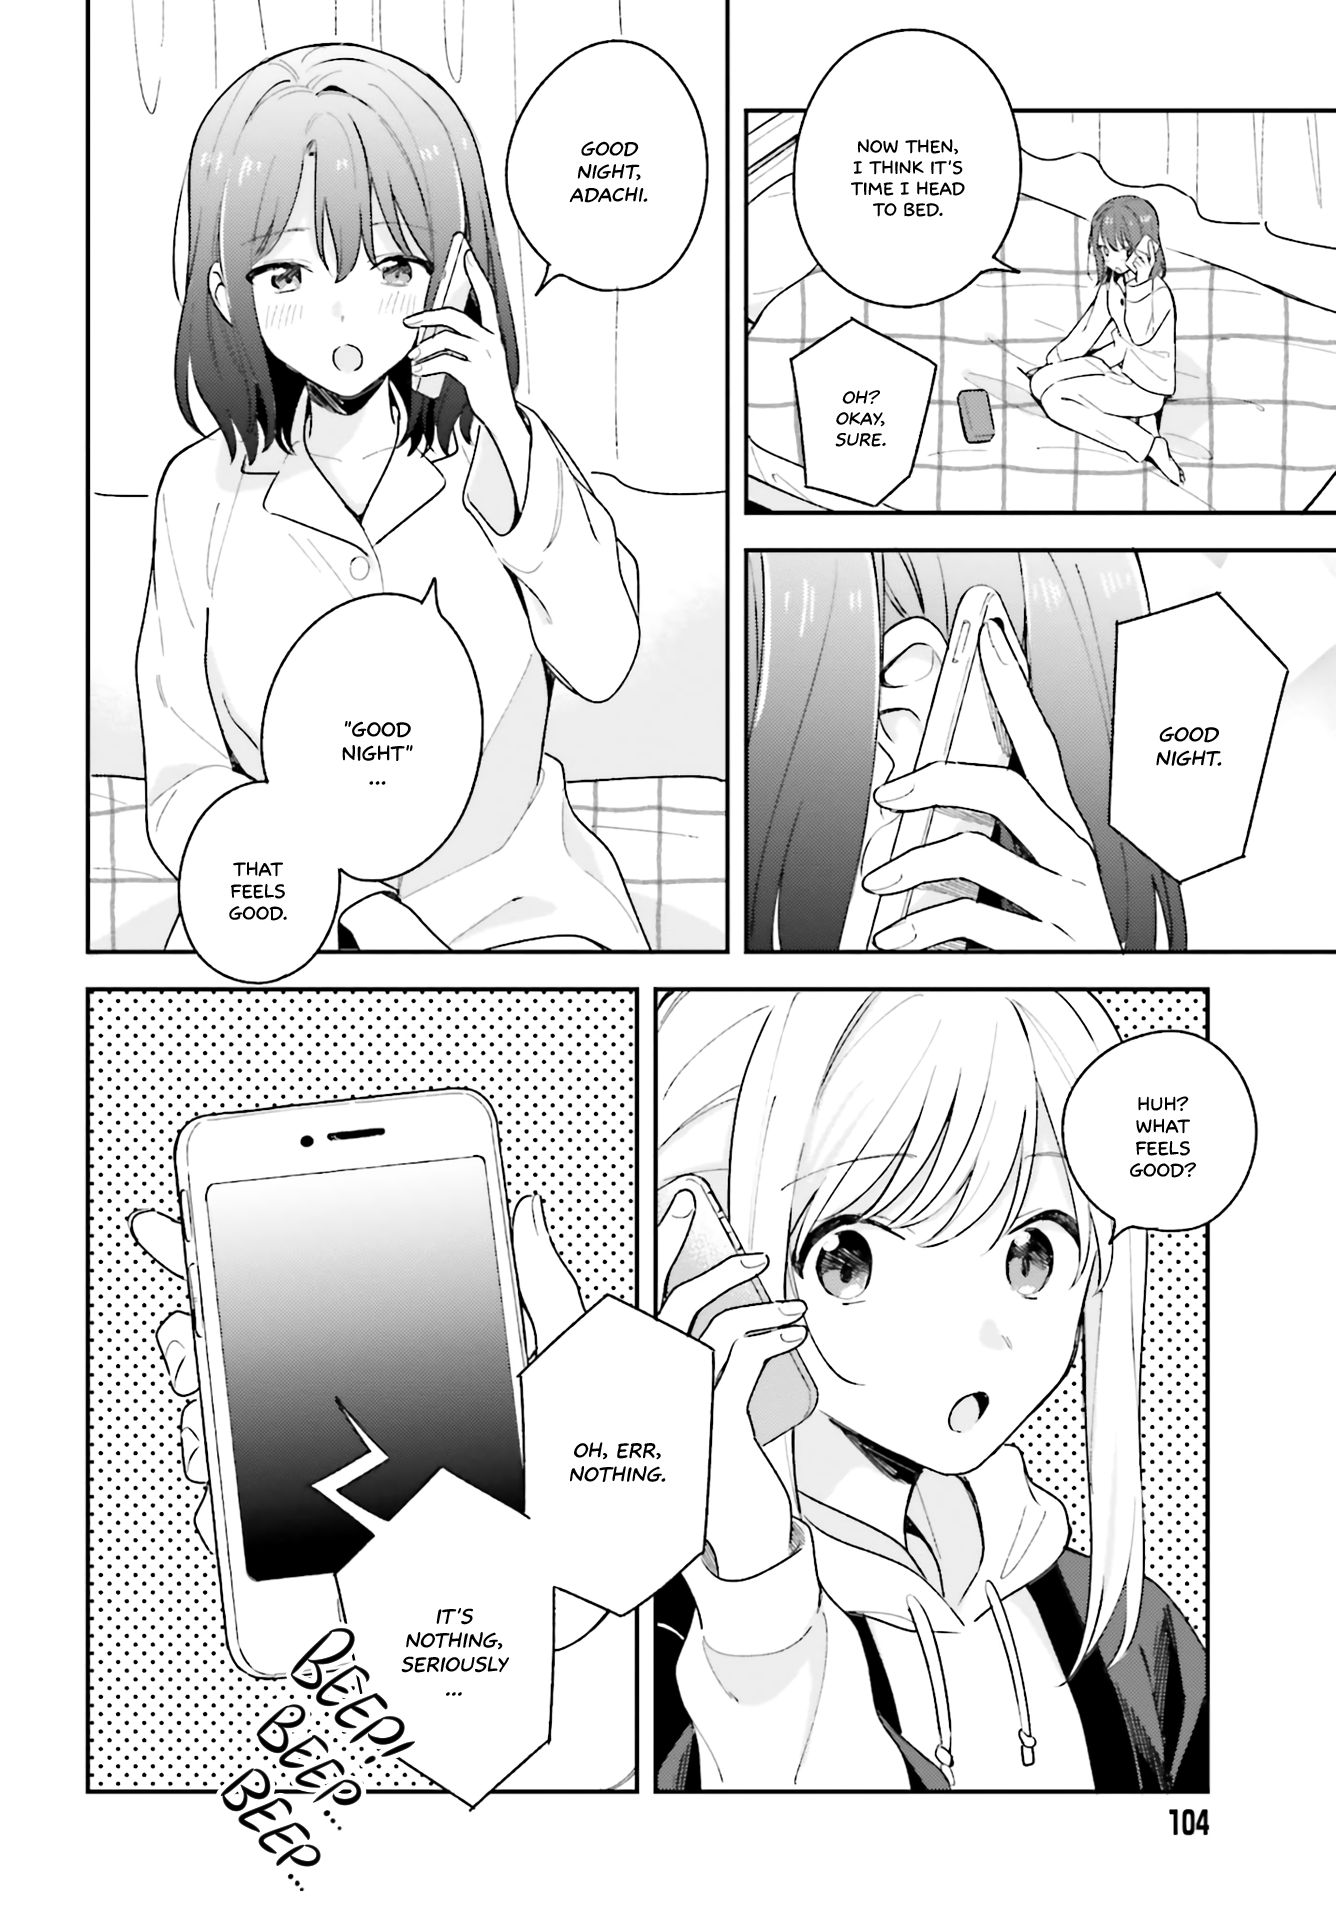 NOW THEN,
I THINK IT'S
TIME I HEAD
TO BED.
OH?
OKAY,
SURE.
GOOD
NIGHT.
GOOD
NIGHT,
ADACHI.
"GOOD
NIGHT"
...
THAT
FEELS
GOOD.
HUH?
WHAT
FEELS
GOOD?
OH, ERR,
NOTHING.
IT'S
NOTHING,
SERIOUSLY
...
BEEP!
BEEP...
BEEP...
104